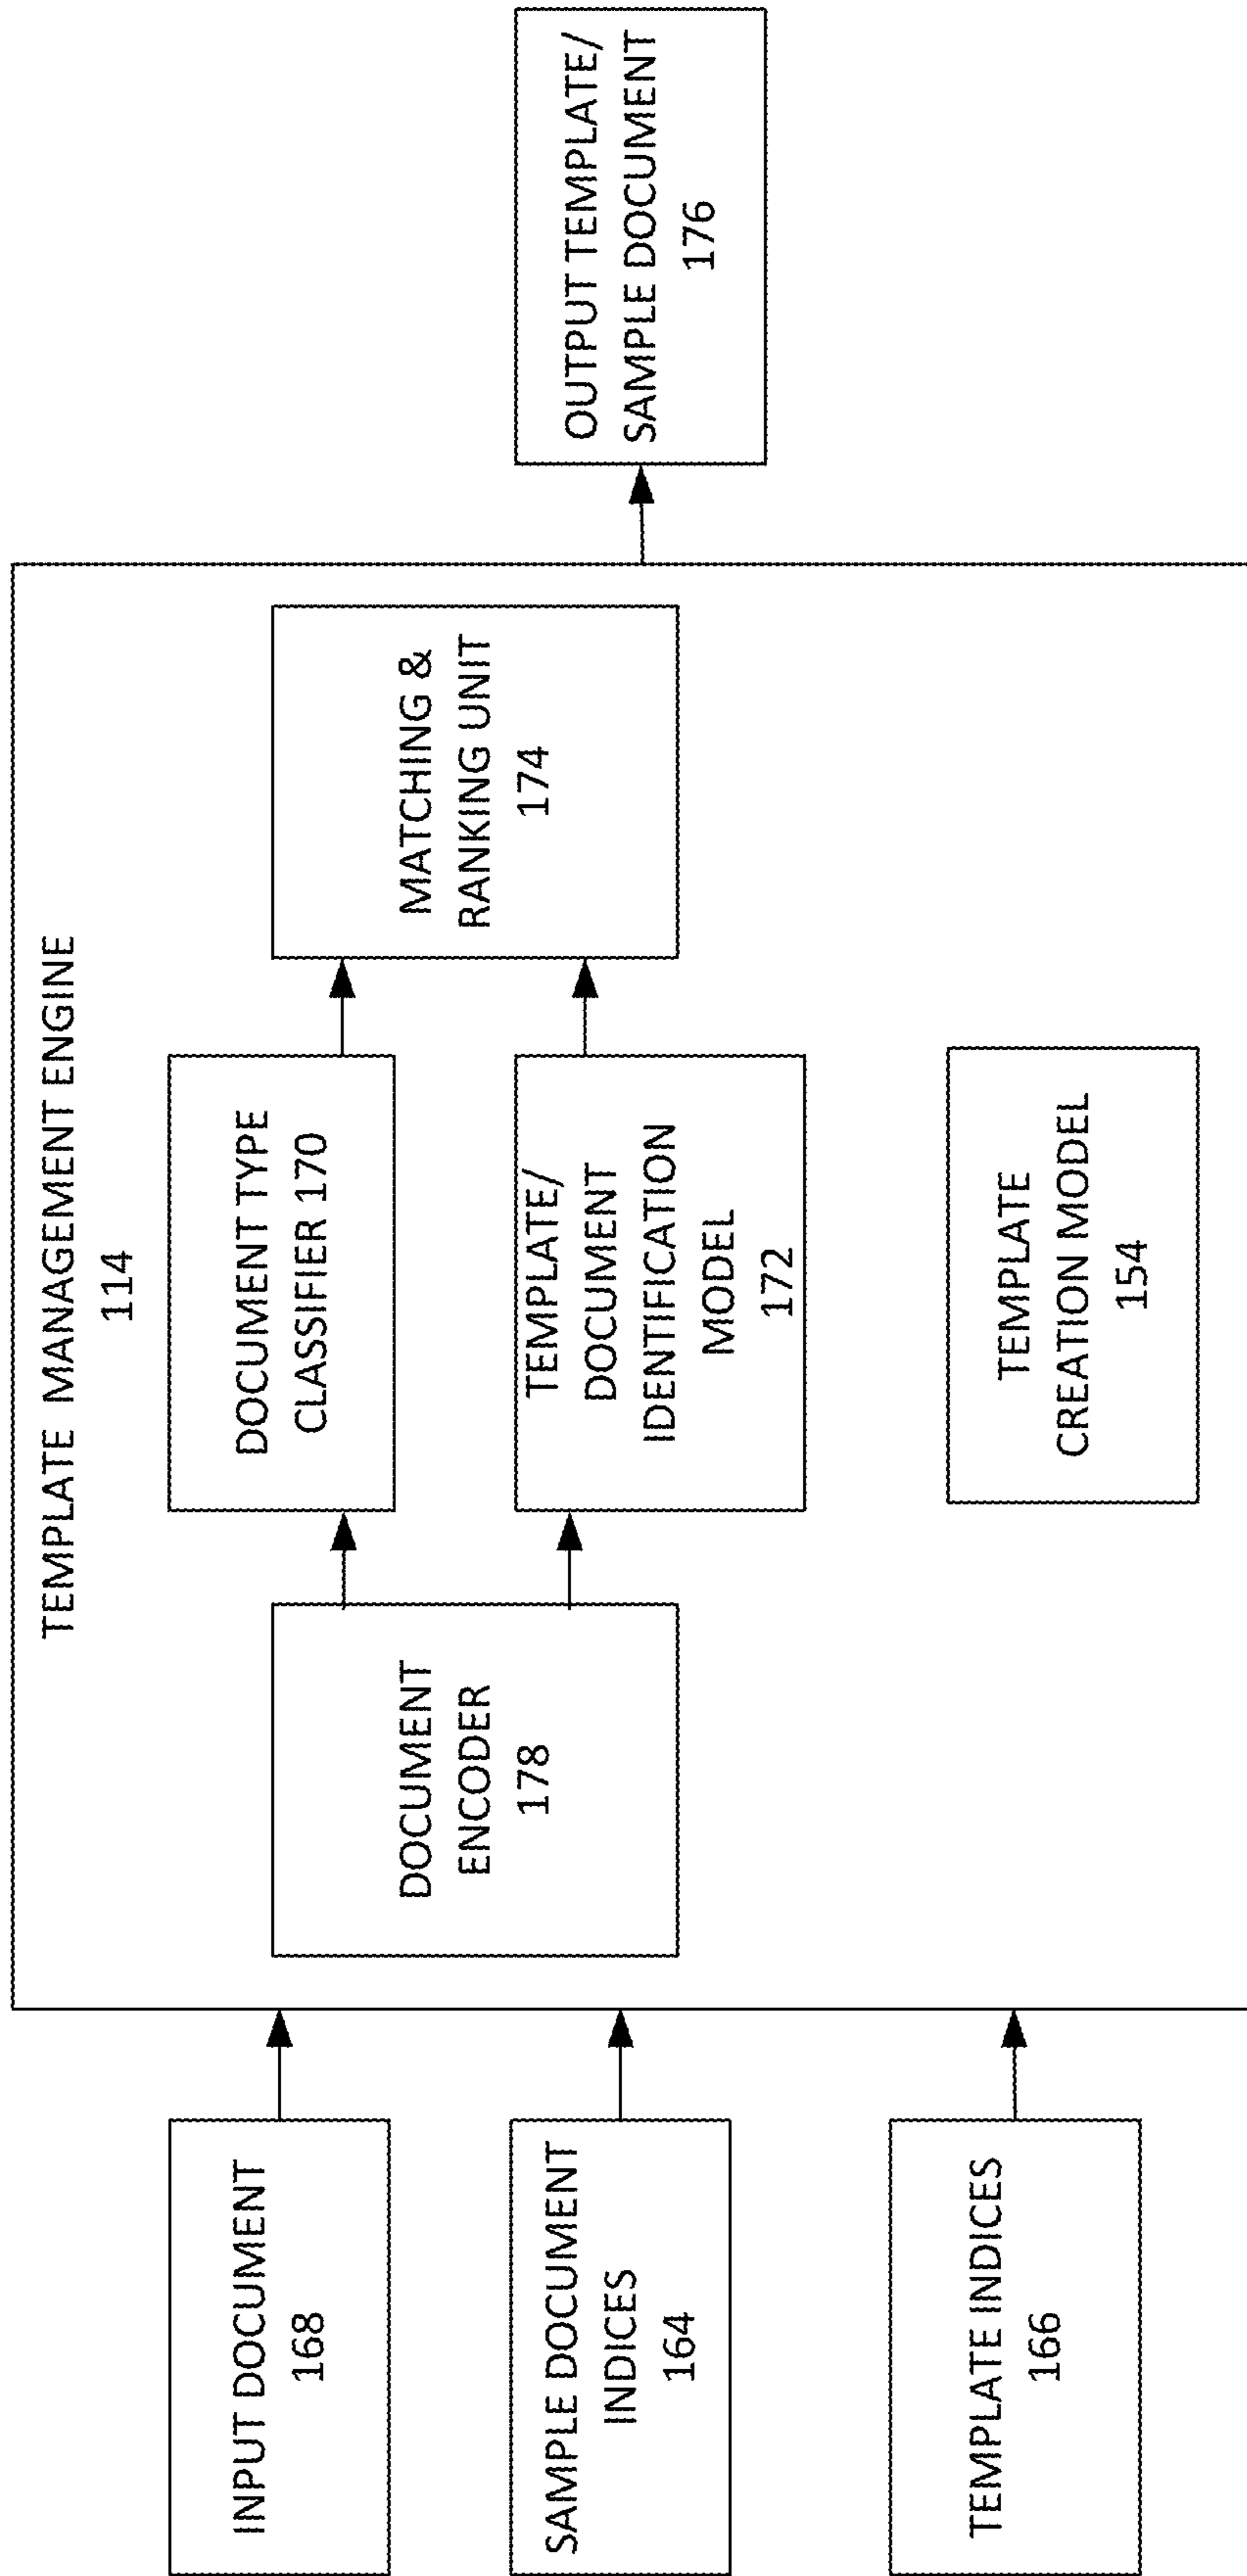 INPUT DOCUMENT
168
SAMPLE DOCUMENT
INDICES
164
TEMPLATE INDICES
166
TEMPLATE MANAGEMENT ENGINE
114
DOCUMENT
ENCODER
178
DOCUMENT TYPE
CLASSIFIER 170
TEMPLATE/
DOCUMENT
IDENTIFICATION
MODEL
172
TEMPLATE
CREATION MODEL
154
MATCHING &
RANKING UNIT
174
OUTPUT TEMPLATE/
SAMPLE DOCUMENT
176